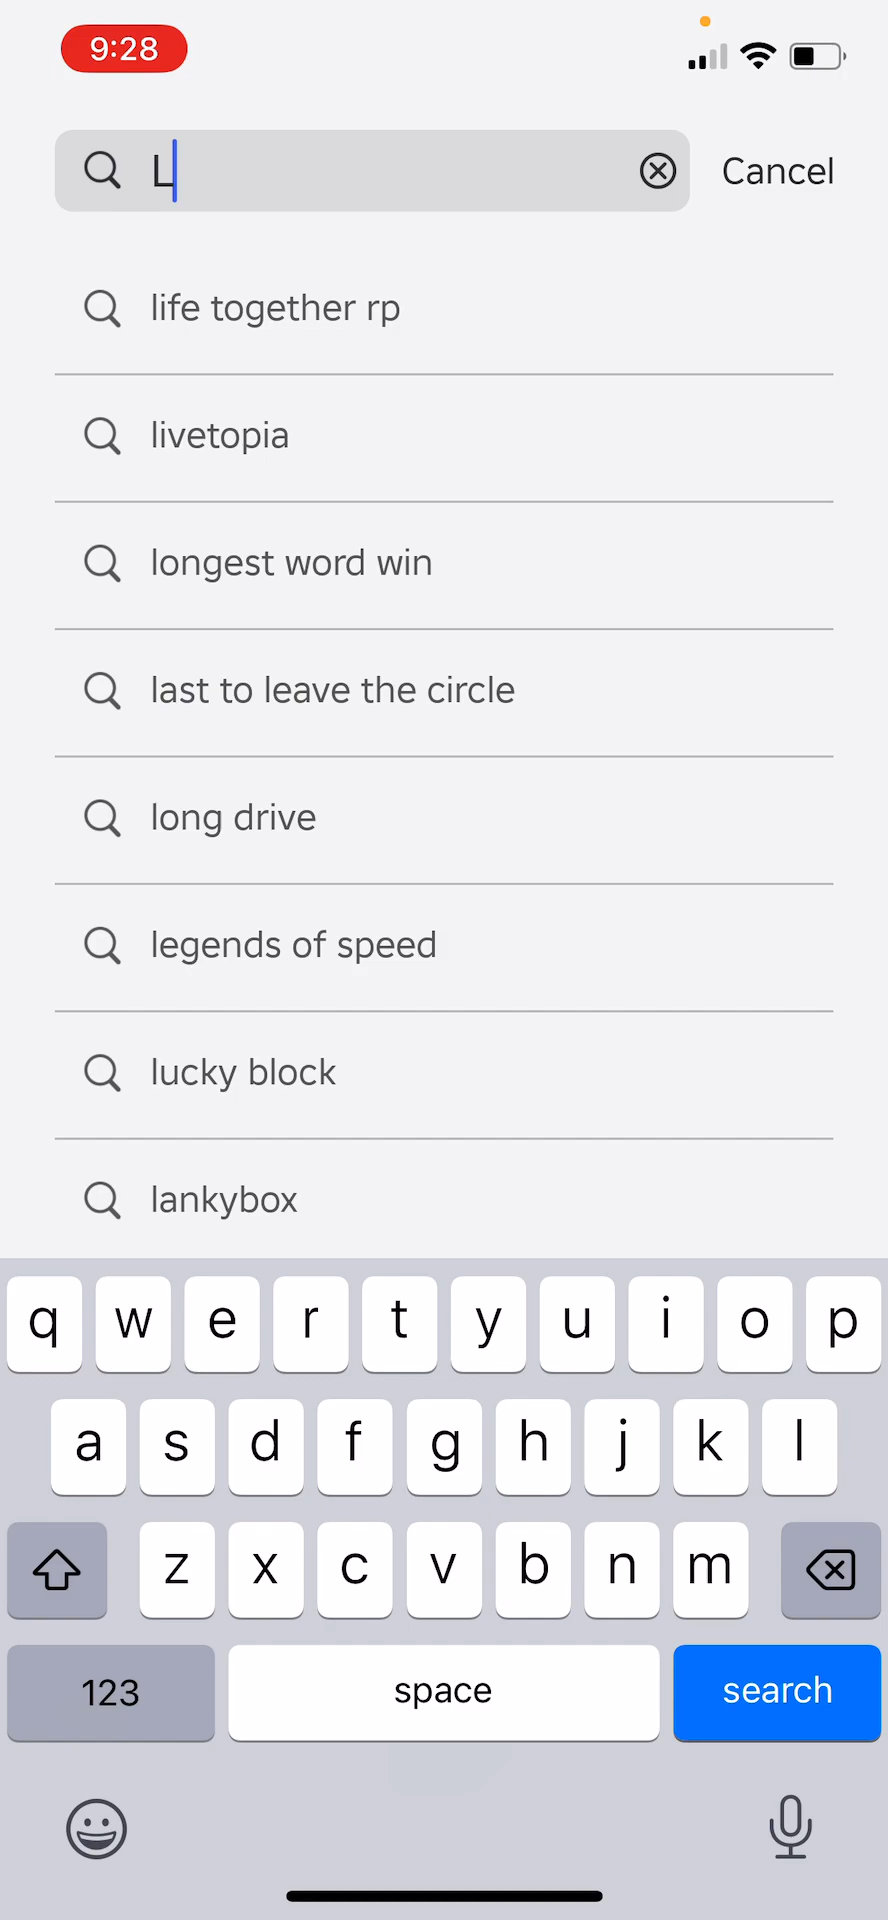 9:28
L
Cancel
life together rp
livetopia
longest word win
last to leave the circle
long drive
legends of speed
lucky block
lankybox
q w e r t y u i o p
a s d f g h j k l
z x c v b n m
123 space search